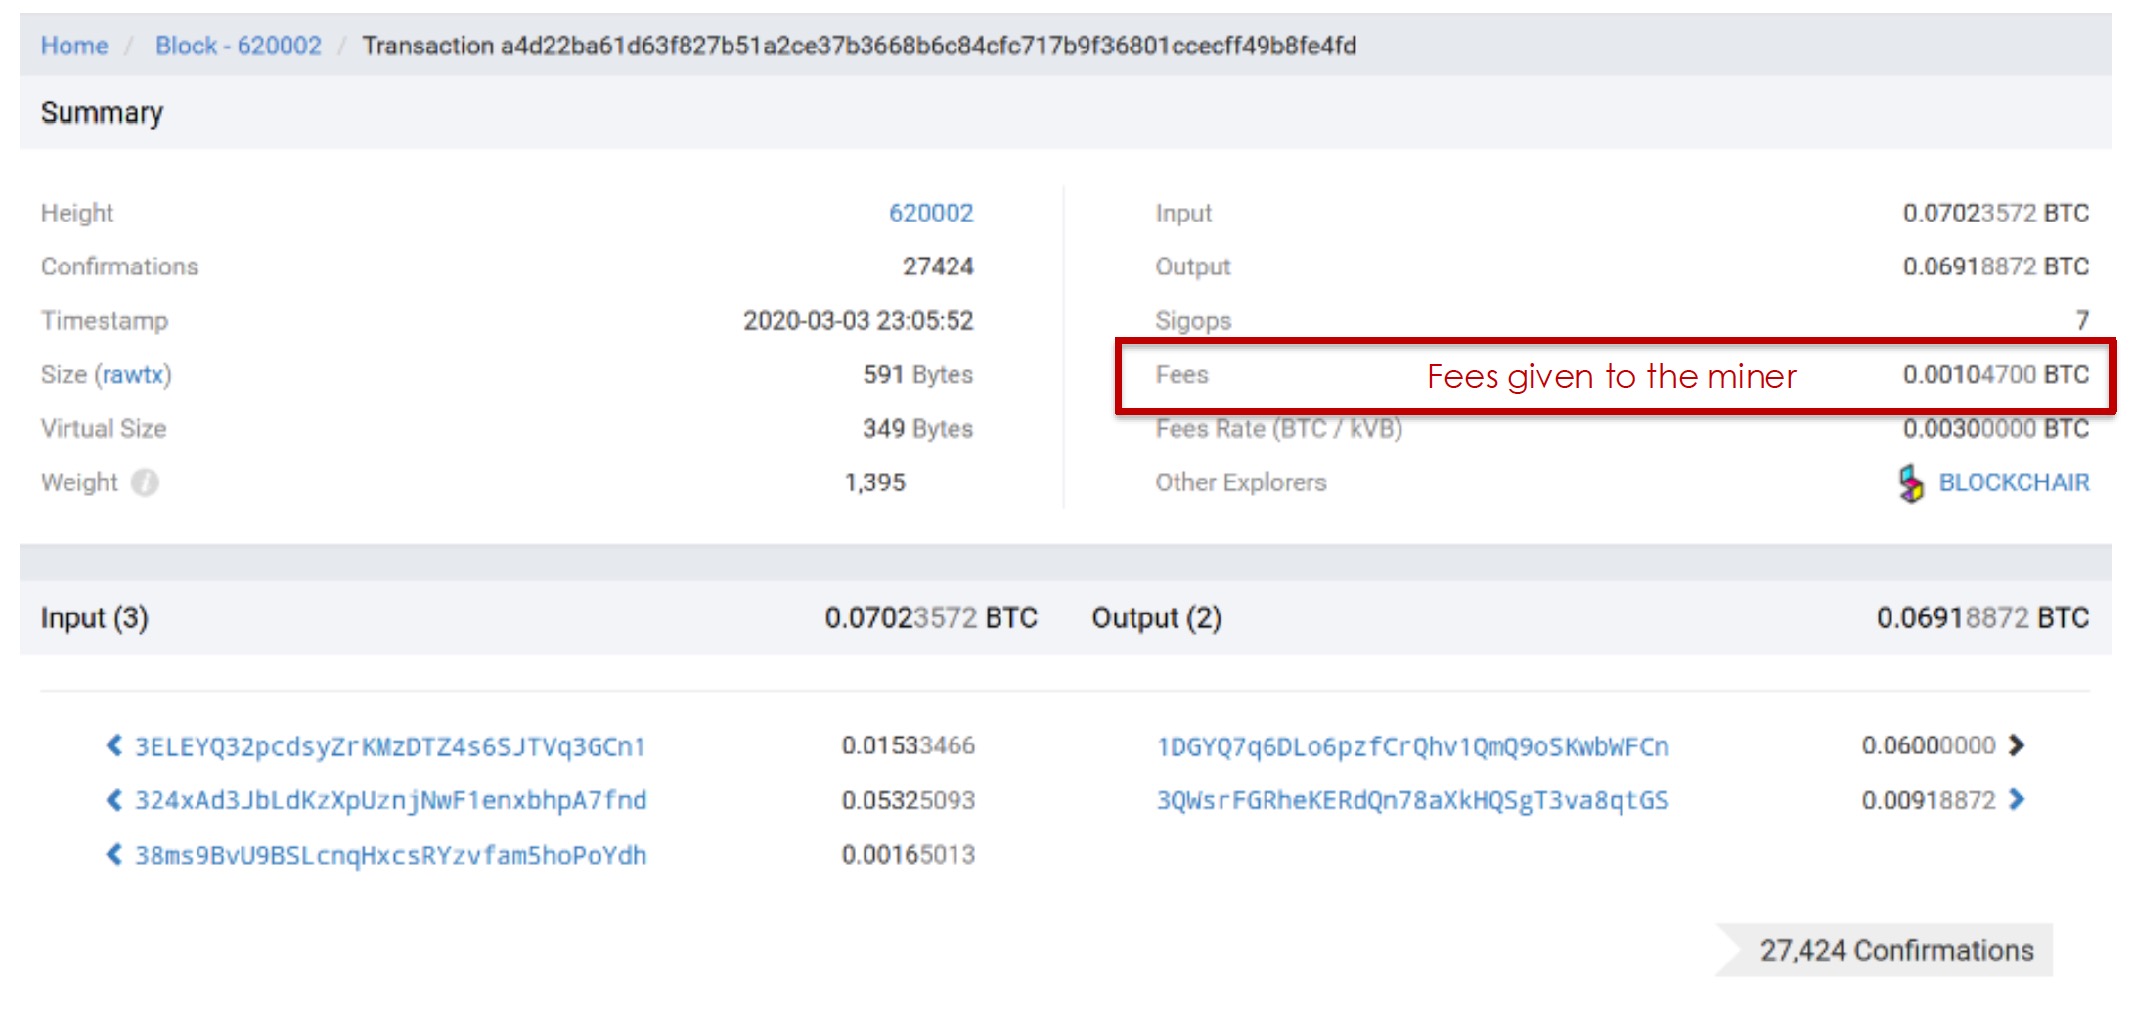 Home / Block - 620002 / Transaction a4d22ba61d63f827b51a2ce37b3668b6c84cfc717b9f36801ccecff49b8fe4fd
Summary
Height 620002
Confirmations 27424
Timestamp 2020-03-03 23:05:52
Size (rawtx) 591 Bytes
Virtual Size 349 Bytes
Weight i 1,395
Input 0.07023572 BTC
Output 0.06918872 BTC
Sigops 7
Fees Fees given to the miner 0.00104700 BTC
Fees Rate (BTC / kVB) 0.00300000 BTC
Other Explorers BLOCKCHAIR
Input (3) 0.07023572 BTC
Output (2) 0.06918872 BTC
3ELEYQ32pcdsyZrKMzDTZ4s6SJTVq3GCn1 0.01533466
324xAd3JbLdKzXpUznjNwF1enxbhpA7fnd 0.05325093
38ms9BvU9BSLcnqHxcsRYzvfam5hoPoYdh 0.00165013
1DGYQ7q6DLo6pzfCrQhv1QmQ9oSKwbWFCn 0.06000000
3QWsrFGRheKERdQn78aXkHQSgT3va8qtGS 0.00918872
27,424 Confirmations